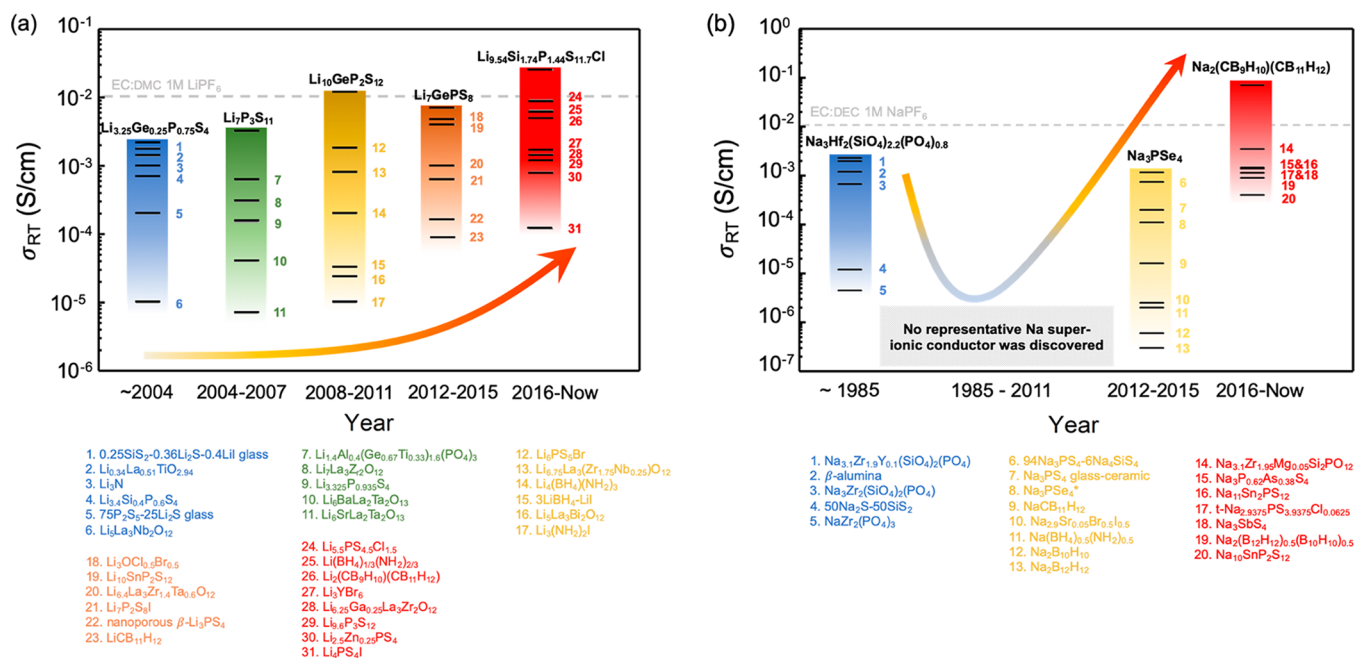 (a)
10⁻¹
10⁻²
10⁻³
10⁻⁴
10⁻⁵
10⁻⁶
σRT (S/cm)
EC:DMC 1M LiPF₆
Li₃.₂₅Ge₀.₂₅P₀.₇₅S₄
1
2
3
4
5
6
Li₇P₃S₁₁
7
8
9
10
11
Li₁₀GeP₂S₁₂
12
13
14
15
16
17
Li₇GePS₈
18
19
20
21
22
23
Li₉.₅₄Si₁.₇₄P₁.₄₄S₁₁.₇Cl
24
25
26
27
28
29
30
31
~2004
2004-2007
2008-2011
2012-2015
2016-Now
Year
1. 0.25SiS₂-0.36Li₂S-0.4LiI glass
2. Li₀.₃₄La₀.₅₁TiO₂.₉₄
3. Li₃N
4. Li₃.₄Si₀.₄P₀.₆S₄
5. 75P₂S₅-25Li₂S glass
6. Li₅La₃Nb₂O₁₂
7. Li₁.₄Al₀.₄(Ge₀.₆₇Ti₀.₃₃)₁.₆(PO₄)₃
8. Li₇La₃Zr₂O₁₂
9. Li₃.₃₂₅P₀.₉₃₅S₄
10. Li₆BaLa₂Ta₂O₁₃
11. Li₆SrLa₂Ta₂O₁₃
12. Li₆PS₅Br
13. Li₆.₇₅La₃(Zr₁.₇₅Nb₀.₂₅)O₁₂
14. Li₄(BH₄)(NH₂)₃
15. 3LiBH₄-LiI
16. Li₅La₃Bi₂O₁₂
17. Li₃(NH₂)₂I
18. Li₃OCl₀.₅Br₀.₅
19. Li₁₀SnP₂S₁₂
20. Li₆.₄La₃Zr₁.₄Ta₀.₆O₁₂
21. Li₇P₂S₈I
22. nanoporous β-Li₃PS₄
23. LiCB₁₁H₁₂
24. Li₅.₅PS₄.₅Cl₁.₅
25. Li(BH₄)₁/₃(NH₂)₂/₃
26. Li₂(CB₉H₁₀)(CB₁₁H₁₂)
27. Li₃YBr₆
28. Li₆.₂₅Ga₀.₂₅La₃Zr₂O₁₂
29. Li₉.₆P₃S₁₂
30. Li₂.₅Zn₀.₂₅PS₄
31. Li₄PS₄I
(b)
10⁰
10⁻¹
10⁻²
10⁻³
10⁻⁴
10⁻⁵
10⁻⁶
10⁻⁷
σRT (S/cm)
EC:DEC 1M NaPF₆
Na₃Hf₂(SiO₄)₂.₂(PO₄)₀.₈
1
2
3
4
5
No representative Na super-
ionic conductor was discovered
Na₃PSe₄
6
7
8
9
10
11
12
13
Na₂(CB₉H₁₀)(CB₁₁H₁₂)
14
15&16
17&18
19
20
~ 1985
1985 - 2011
2012-2015
2016-Now
Year
1. Na₃.₁Zr₁.₉Y₀.₁(SiO₄)₂(PO₄)
2. β-alumina
3. Na₃Zr₂(SiO₄)₂(PO₄)
4. 50Na₂S-50SiS₂
5. NaZr₂(PO₄)₃
6. 94Na₃PS₄-6Na₄SiS₄
7. Na₃PS₄ glass-ceramic
8. Na₃PSe₄*
9. NaCB₁₁H₁₂
10. Na₂.₉Sr₀.₀₅Br₀.₅I₀.₅
11. Na(BH₄)₀.₅(NH₂)₀.₅
12. Na₂B₁₀H₁₀
13. Na₂B₁₂H₁₂
14. Na₃.₁Zr₁.₉₅Mg₀.₀₅Si₂PO₁₂
15. Na₃P₀.₆₂As₀.₃₈S₄
16. Na₁₁Sn₂PS₁₂
17. t-Na₂.₉₃₇₅PS₃.₉₃₇₅Cl₀.₀₆₂₅
18. Na₃SbS₄
19. Na₂(B₁₂H₁₂)₀.₅(B₁₀H₁₀)₀.₅
20. Na₁₀SnP₂S₁₂